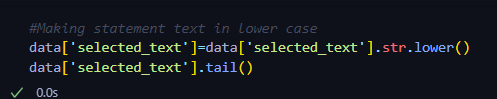 #Making statement text in lower case
data['selected_text']=data['selected_text'].str.lower()
data['selected_text'].tail()
0.0s